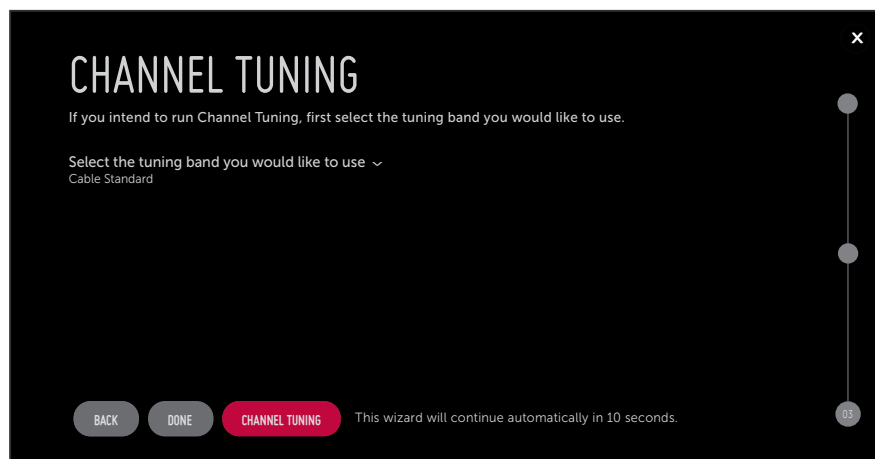 X
CHANNEL TUNING
If you intend to run Channel Tuning, first select the tuning band you would like to use.
Select the tuning band you would like to use
Cable Standard
BACK DONE CHANNEL TUNING This wizard will continue automatically in 10 seconds.
03